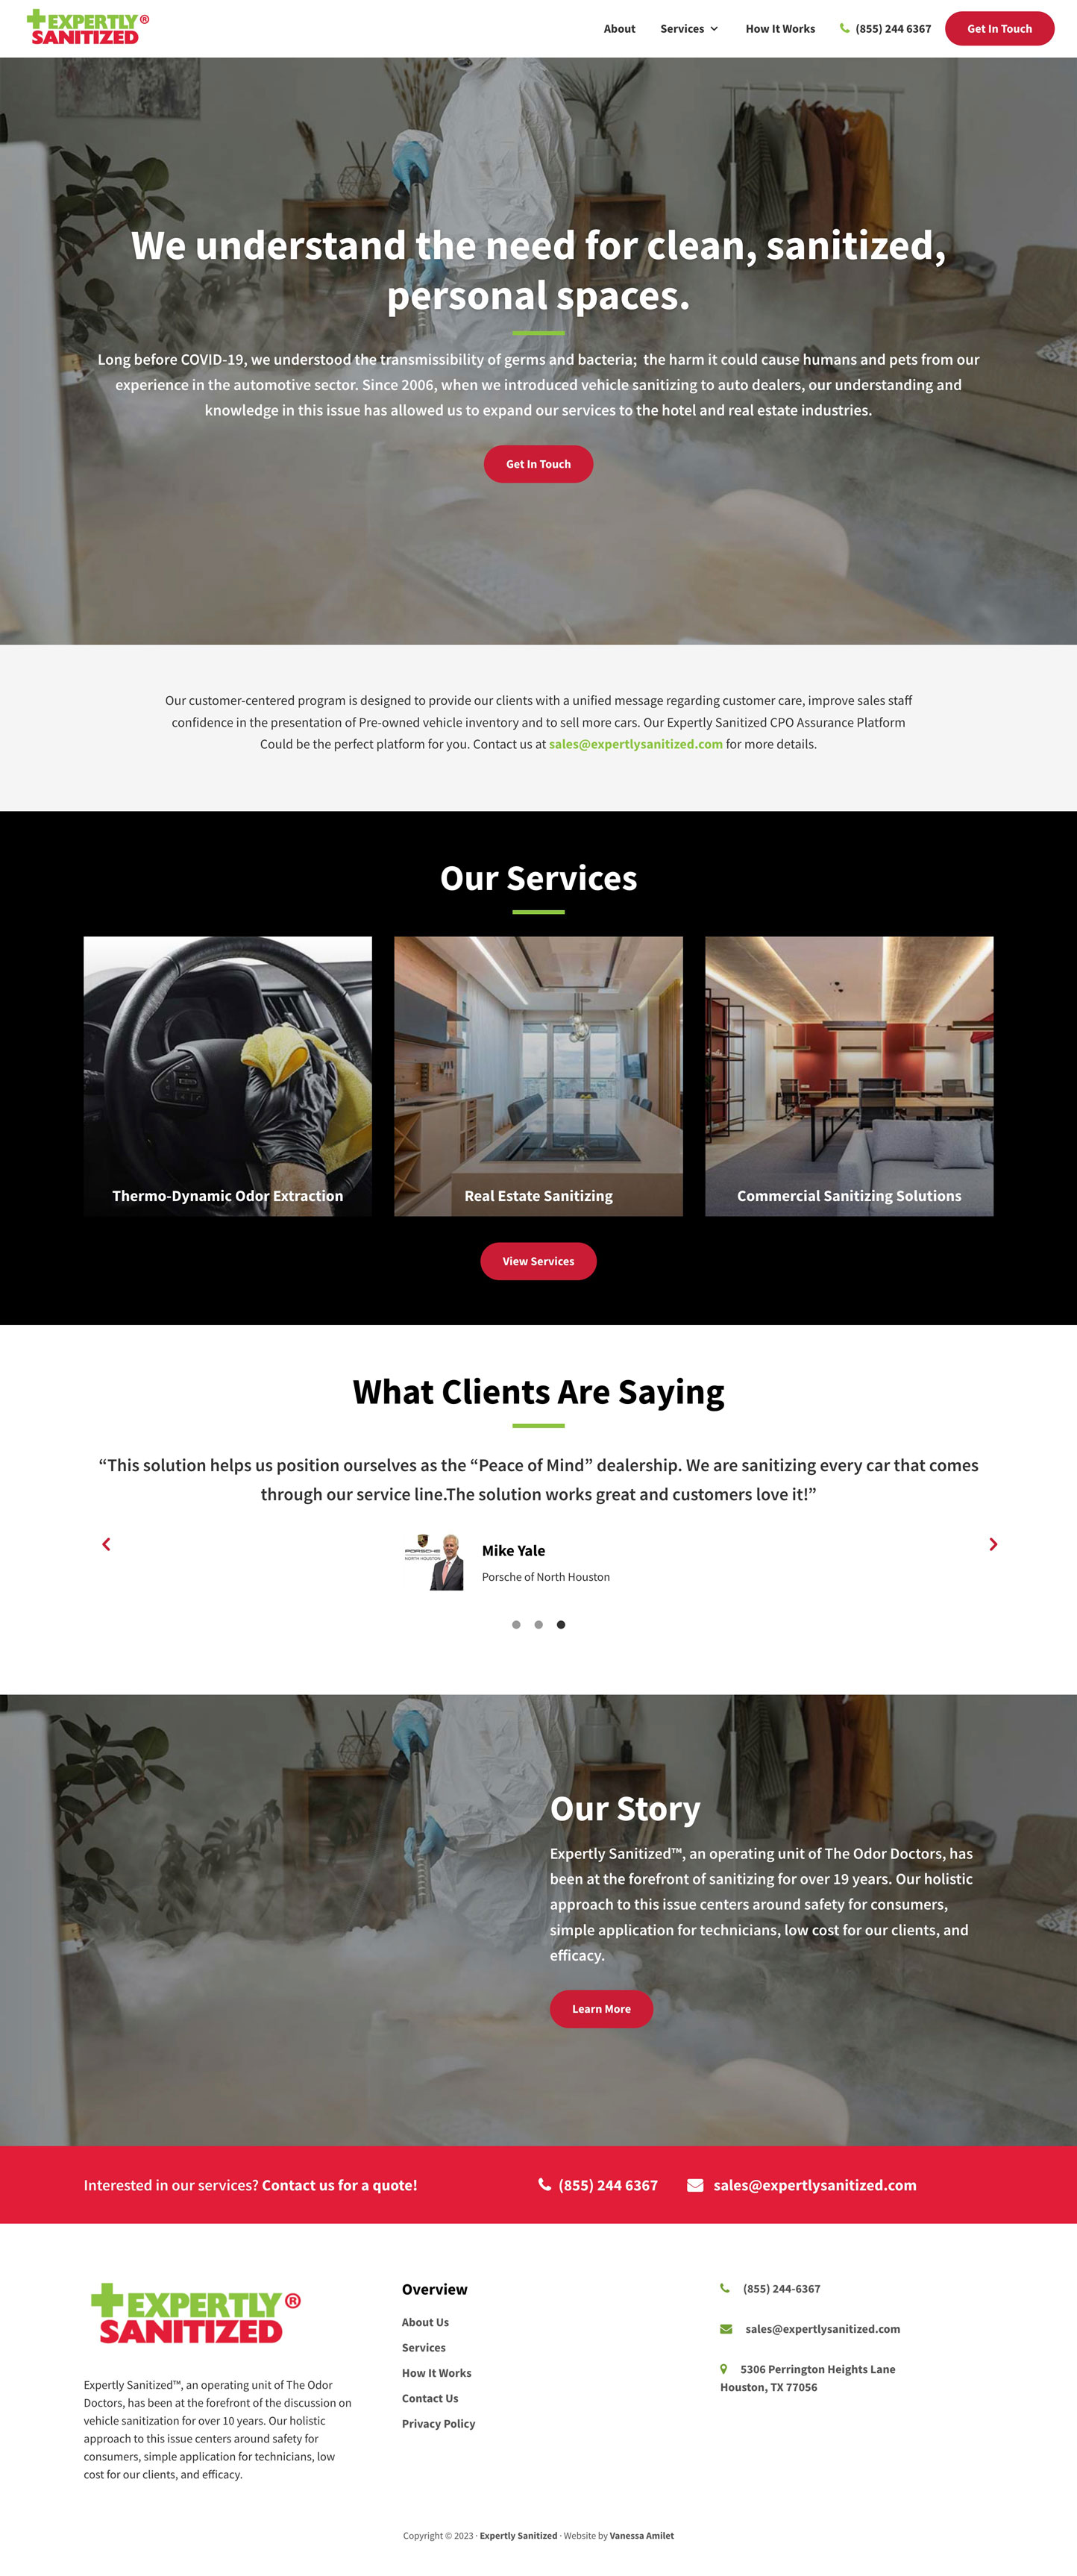 EXPERTLY®
SANITIZED
About Services How It Works (855) 244 6367 Get In Touch
We understand the need for clean, sanitized,
personal spaces.
Long before COVID-19, we understood the transmissibility of germs and bacteria;  the harm it could cause humans and pets from our
experience in the automotive sector. Since 2006, when we introduced vehicle sanitizing to auto dealers, our understanding and
knowledge in this issue has allowed us to expand our services to the hotel and real estate industries.
Get In Touch
Our customer-centered program is designed to provide our clients with a unified message regarding customer care, improve sales staff
confidence in the presentation of Pre-owned vehicle inventory and to sell more cars. Our Expertly Sanitized CPO Assurance Platform
Could be the perfect platform for you. Contact us at sales@expertlysanitized.com for more details.
Our Services
Thermo-Dynamic Odor Extraction
Real Estate Sanitizing
Commercial Sanitizing Solutions
View Services
What Clients Are Saying
“This solution helps us position ourselves as the “Peace of Mind” dealership. We are sanitizing every car that comes
through our service line.The solution works great and customers love it!”
PORSCHE
NORTH HOUSTON
Mike Yale
Porsche of North Houston
Our Story
Expertly Sanitized™, an operating unit of The Odor Doctors, has
been at the forefront of sanitizing for over 19 years. Our holistic
approach to this issue centers around safety for consumers,
simple application for technicians, low cost for our clients, and
efficacy.
Learn More
Interested in our services? Contact us for a quote! (855) 244 6367 sales@expertlysanitized.com
EXPERTLY®
SANITIZED
Expertly Sanitized™, an operating unit of The Odor
Doctors, has been at the forefront of the discussion on
vehicle sanitization for over 10 years. Our holistic
approach to this issue centers around safety for
consumers, simple application for technicians, low
cost for our clients, and efficacy.
Overview
About Us
Services
How It Works
Contact Us
Privacy Policy
(855) 244-6367
sales@expertlysanitized.com
5306 Perrington Heights Lane
Houston, TX 77056
Copyright © 2023 · Expertly Sanitized · Website by Vanessa Amilet